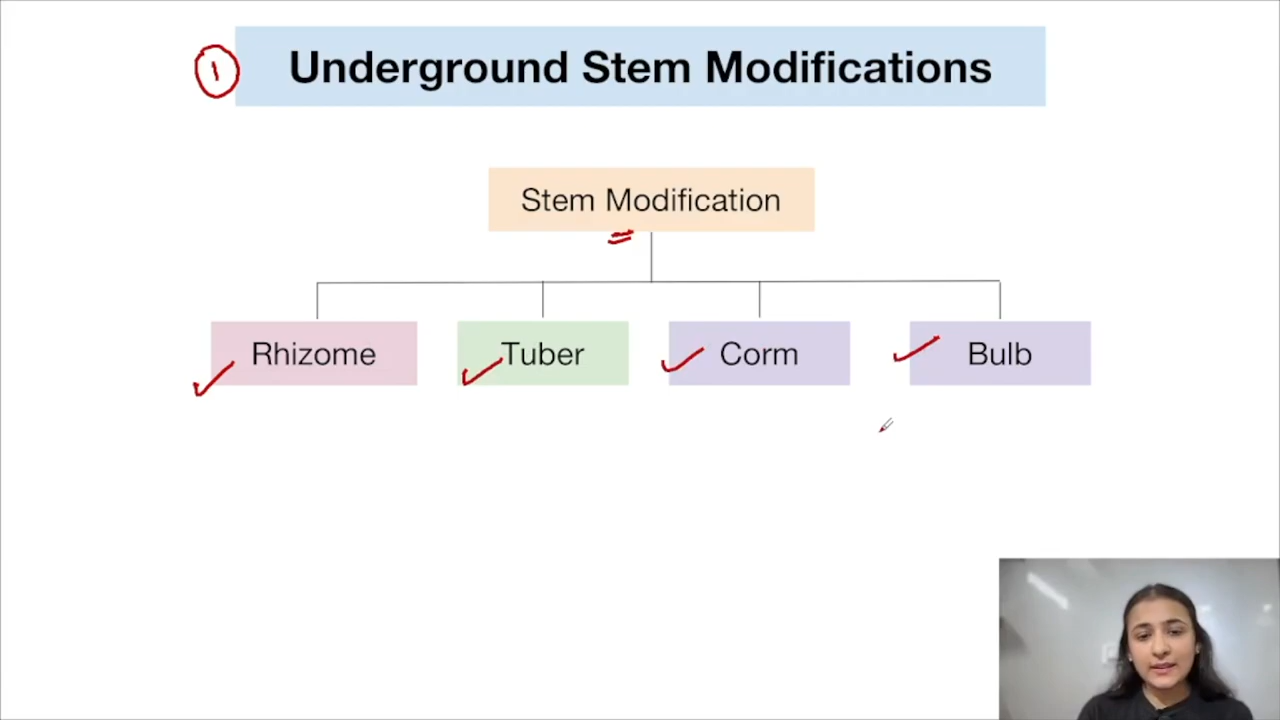 1 Underground Stem Modifications
Stem Modification
Rhizome Tuber Corm Bulb